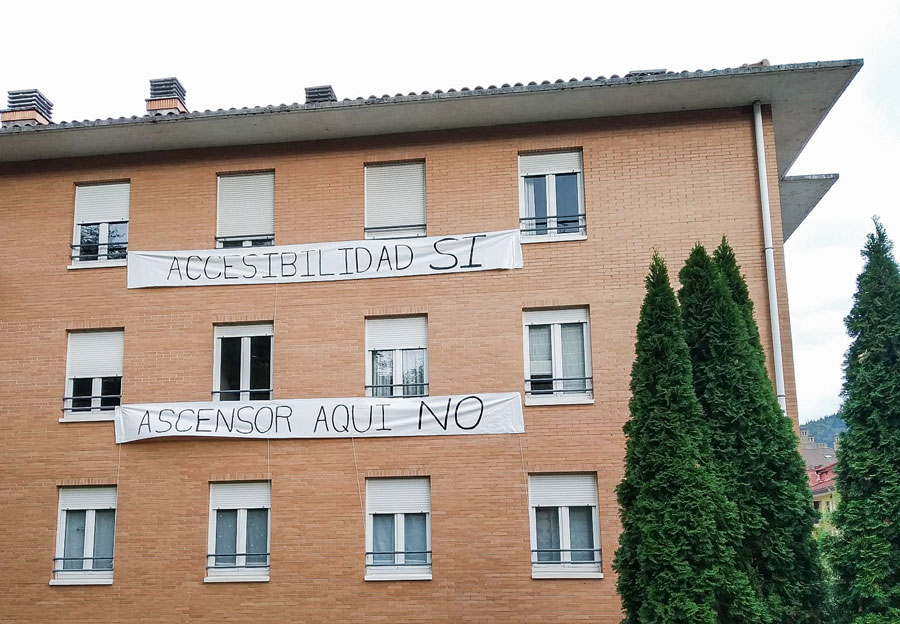 ACCESIBILIDAD SI
ASCENSOR AQUI NO